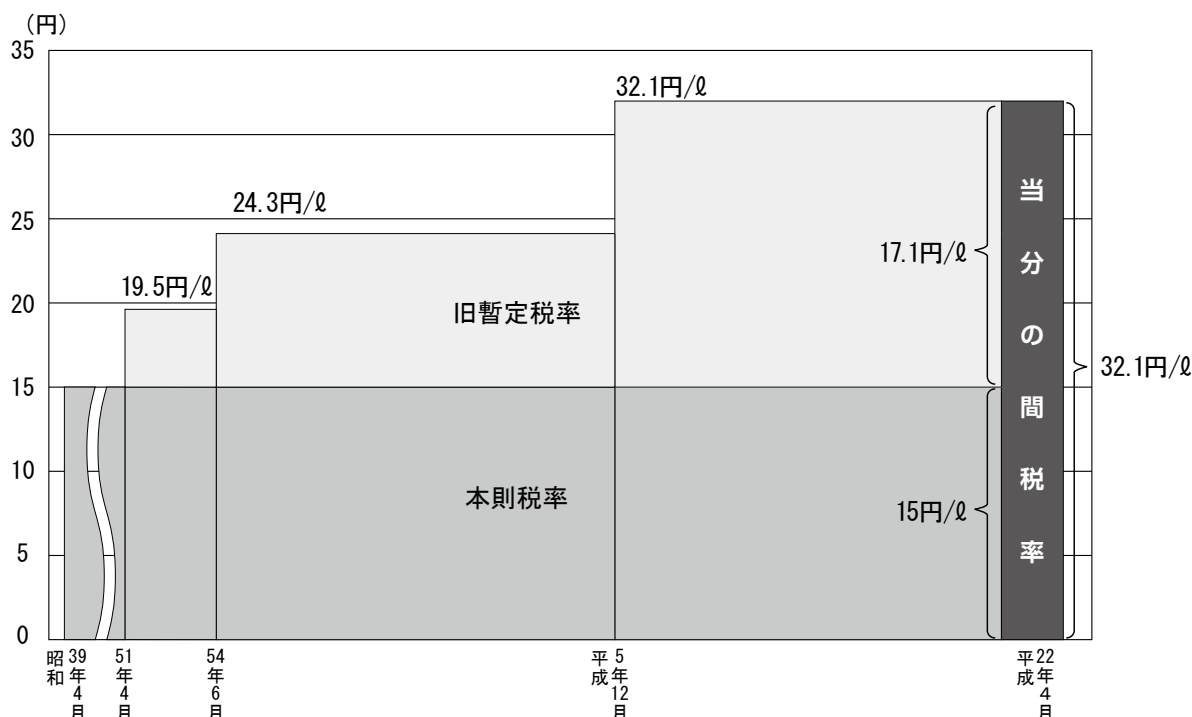 （円）
35
30
25
20
15
10
5
0
32.1円/ℓ
24.3円/ℓ
19.5円/ℓ
旧暫定税率
本則税率
17.1円/ℓ
15円/ℓ
当分の間税率
32.1円/ℓ
昭和39年4月
51年4月
54年6月
平成5年12月
平成22年4月